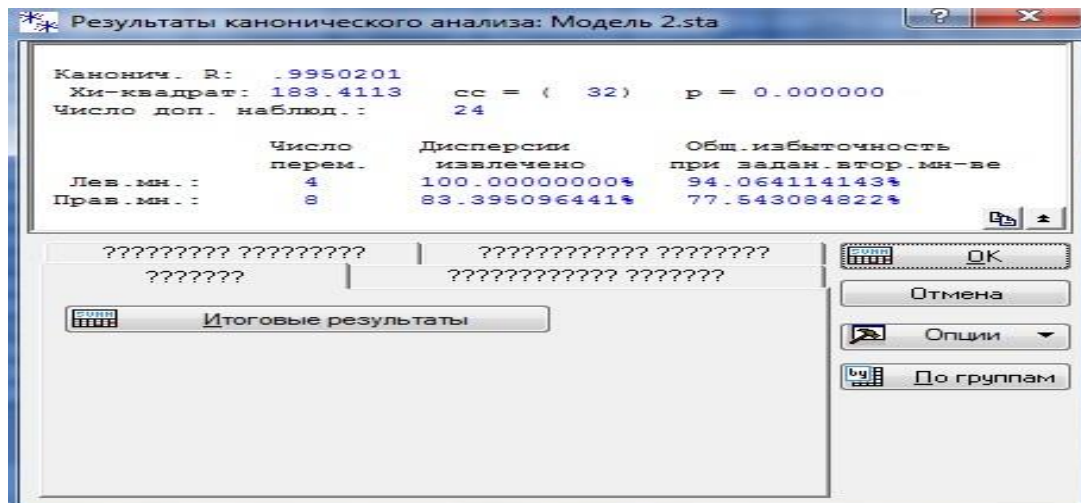 Результаты канонического анализа: Модель 2.sta
Канонич. R: .9950201
Хи-квадрат: 183.4113 сс = ( 32) p = 0.000000
Число доп. наблюд.: 24
Число Дисперсии Общ.избыточность
перем. извлечено при задан.втор.мн-ве
Лев.мн.: 4 100.00000000% 94.064114143%
Прав.мн.: 8 83.395096441% 77.543084822%
????????? ????????? ???????????? ????????
??????? ???????????? ???????
OK
Итоговые результаты
Отмена
Опции
По группам